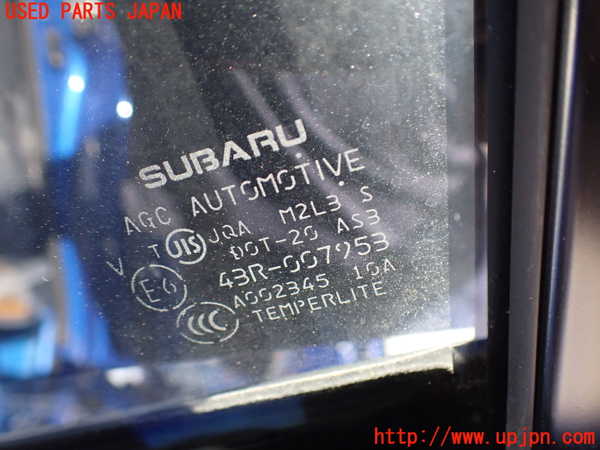 USED PARTS JAPAN
SUBARU
AGC AUTOMOTIVE
T JIS JQA M2L3 S
V DOT-20 AS3
E6 43R-007953
CCC A002345 10A
TEMPERLITE
http://www.upjpn.com/